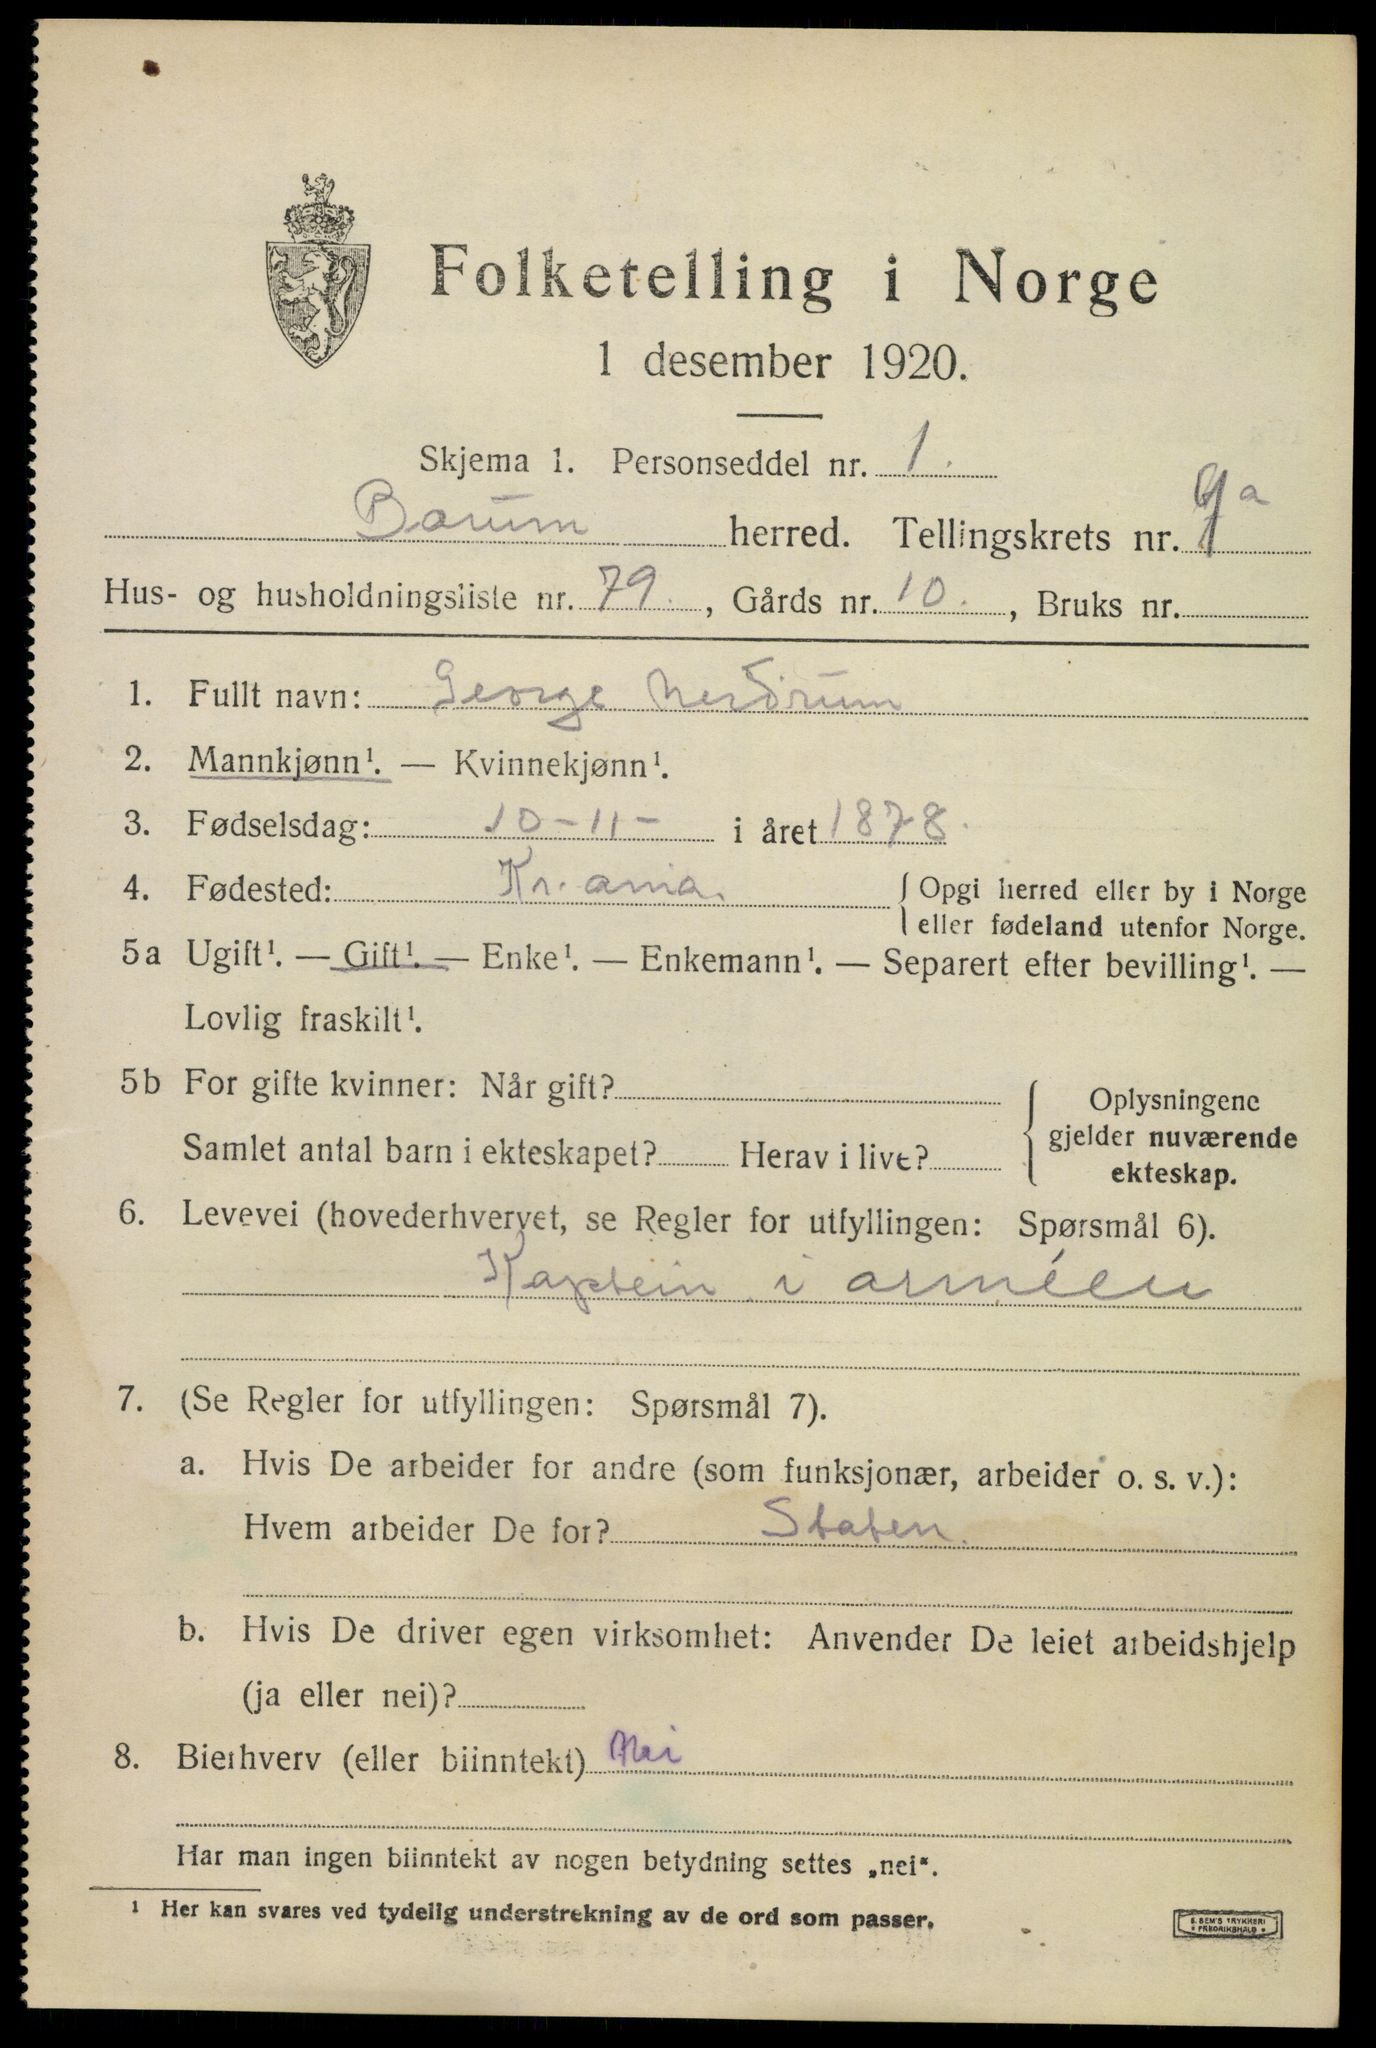 Folketelling i Norge
1 desember 1920.
Skjema 1. Personseddel nr. 1.
Bærum herred. Tellingskrets nr. 9a
Hus- og husholdningsliste nr. 79. , Gårds nr. 10. , Bruks nr.
1. Fullt navn: George Nerdrum
2. Mannkjønn¹. — Kvinnekjønn¹.
3. Fødselsdag: 10-11- i året 1878.
4. Fødested: Kr.ania. { Opgi herred eller by i Norge
eller fødeland utenfor Norge.
5a Ugift¹. — Gift¹. — Enke¹. — Enkemann¹. — Separert efter bevilling¹. —
Lovlig fraskilt¹.
5b For gifte kvinner: Når gift? { Oplysningene
gjelder nuværende
Samlet antal barn i ekteskapet? Herav i live?
ekteskap.
6. Levevei (hovederhvervet, se Regler for utfyllingen: Spørsmål 6).
Kaptein i arméen
7. (Se Regler for utfyllingen: Spørsmål 7).
a. Hvis De arbeider for andre (som funksjonær, arbeider o. s. v.):
Hvem arbeider De for? Staten.
b. Hvis De driver egen virksomhet: Anvender De leiet arbeidshjelp
(ja eller nei)?
8. Bierhverv (eller biinntekt) Nei
Har man ingen biinntekt av nogen betydning settes „nei“.
¹ Her kan svares ved tydelig understrekning av de ord som passer.
S. SEM'S TRYKKERI
* FREDRIKSHALD *